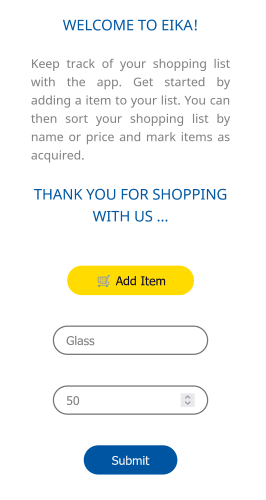 WELCOME TO EIKA!
Keep track of your shopping list
with the app. Get started by
adding a item to your list. You can
then sort your shopping list by
name or price and mark items as
acquired.
THANK YOU FOR SHOPPING
WITH US ...
🛒 Add Item
Glass
50
Submit